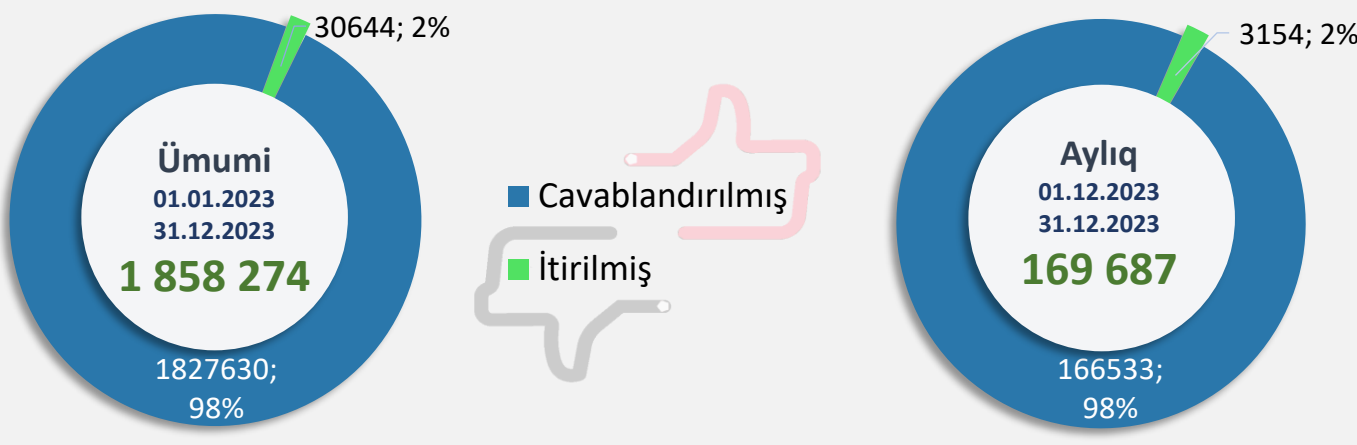 30644; 2%
Ümumi
01.01.2023
31.12.2023
1 858 274
1827630;
98%
Cavablandırılmış
İtirilmiş
3154; 2%
Aylıq
01.12.2023
31.12.2023
169 687
166533;
98%